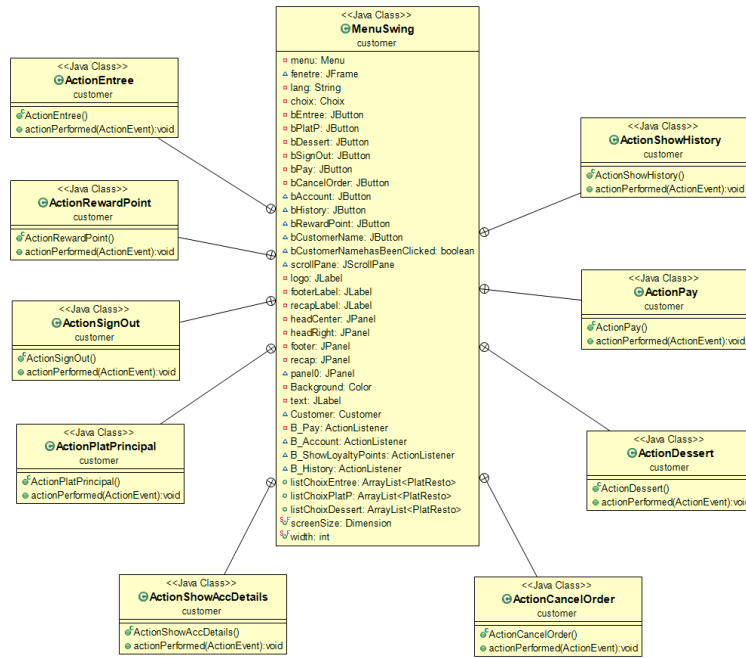 <<Java Class>>
MenuSwing
customer
menu: Menu
fenetre: JFrame
lang: String
choix: Choix
bEntree: JButton
bPlatP: JButton
bDessert: JButton
bSignOut: JButton
bPay: JButton
bCancelOrder: JButton
bAccount: JButton
bHistory: JButton
bRewardPoint: JButton
bCustomerName: JButton
bCustomerNamehasBeenClicked: boolean
scrollPane: JScrollPane
logo: JLabel
footerLabel: JLabel
recapLabel: JLabel
headCenter: JPanel
headRight: JPanel
footer: JPanel
recap: JPanel
panel0: JPanel
Background: Color
text: JLabel
Customer: Customer
B_Pay: ActionListener
B_Account: ActionListener
B_ShowLoyaltyPoints: ActionListener
B_History: ActionListener
listChoixEntree: ArrayList<PlatResto>
listChoixPlatP: ArrayList<PlatResto>
listChoixDessert: ArrayList<PlatResto>
screenSize: Dimension
width: int
<<Java Class>>
ActionEntree
customer
ActionEntree()
actionPerformed(ActionEvent):void
<<Java Class>>
ActionRewardPoint
customer
ActionRewardPoint()
actionPerformed(ActionEvent):void
<<Java Class>>
ActionSignOut
customer
ActionSignOut()
actionPerformed(ActionEvent):void
<<Java Class>>
ActionPlatPrincipal
customer
ActionPlatPrincipal()
actionPerformed(ActionEvent):void
<<Java Class>>
ActionShowAccDetails
customer
ActionShowAccDetails()
actionPerformed(ActionEvent):void
<<Java Class>>
ActionShowHistory
customer
ActionShowHistory()
actionPerformed(ActionEvent):void
<<Java Class>>
ActionPay
customer
ActionPay()
actionPerformed(ActionEvent):void
<<Java Class>>
ActionDessert
customer
ActionDessert()
actionPerformed(ActionEvent):void
<<Java Class>>
ActionCancelOrder
customer
ActionCancelOrder()
actionPerformed(ActionEvent):void